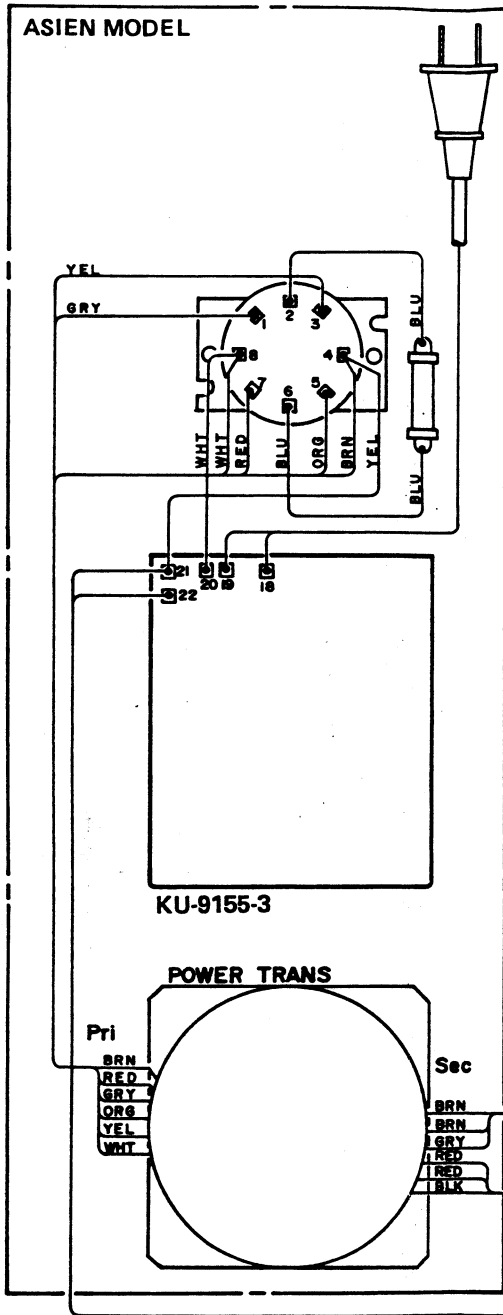 ASIEN MODEL
YEL
GRY
BLU
1
2
3
8
4
7
6
5
WHT
WHT
RED
BLU
ORG
BRN
YEL
BLU
21
20
19
18
22
KU-9155-3
POWER TRANS
Pri
Sec
BRN
RED
GRY
ORG
YEL
WHT
BRN
BRN
GRY
RED
RED
BLK